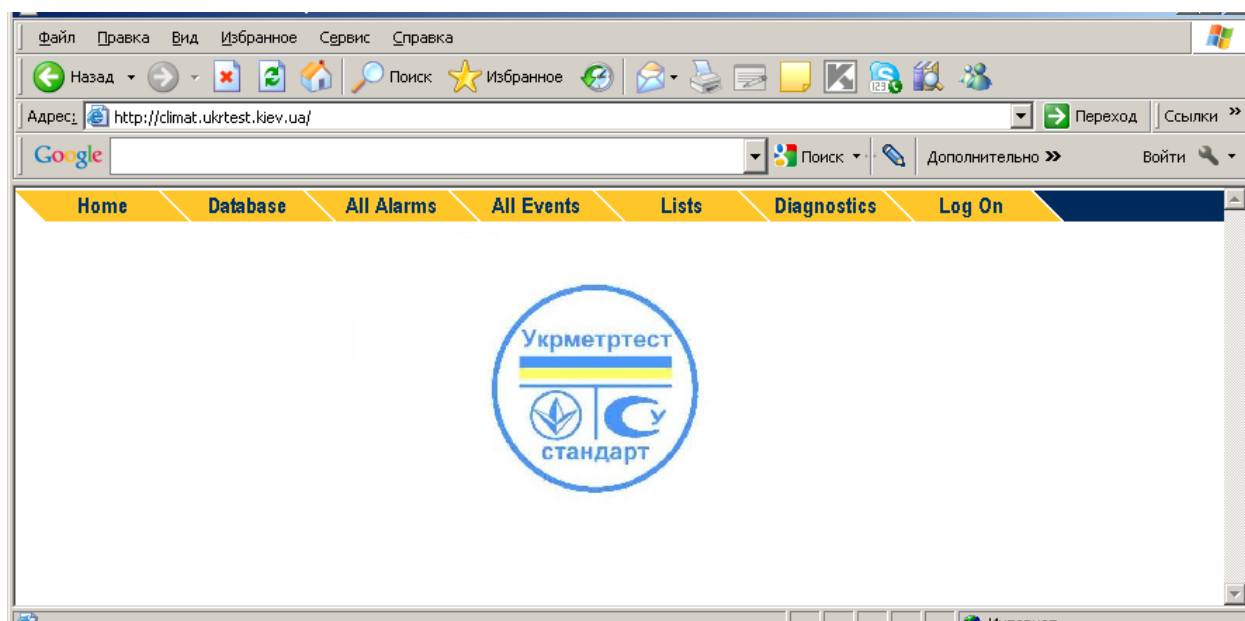 Файл Правка Вид Избранное Сервис Справка
Назад Поиск Избранное
Адрес: http://climat.ukrtest.kiev.ua/ Переход Ссылки »
Google Поиск Дополнительно » Войти
Home Database All Alarms All Events Lists Diagnostics Log On
Укрметртест
стандарт